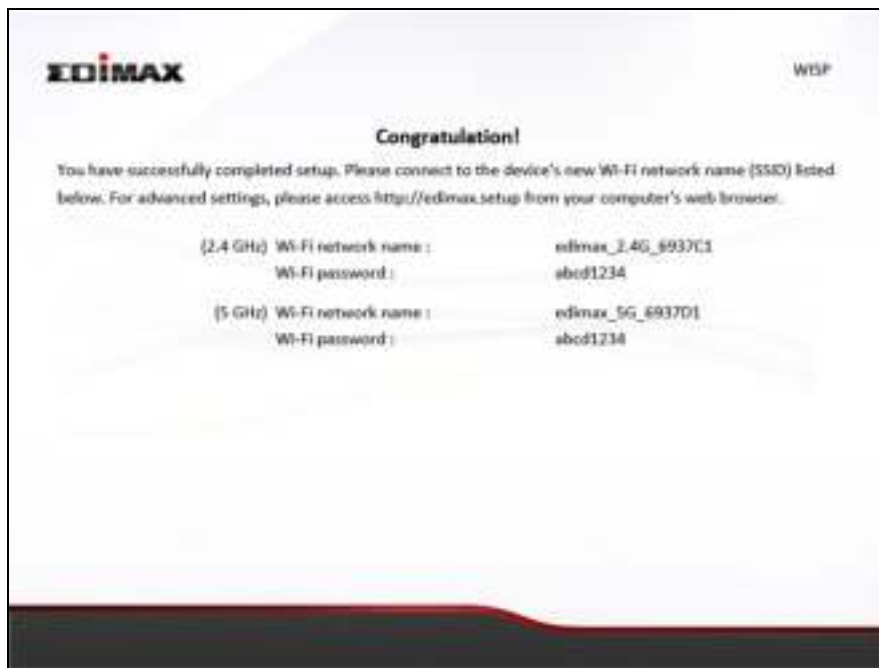 EDIMAX
WISP
Congratulation!
You have successfully completed setup. Please connect to the device's new Wi-Fi network name (SSID) listed
below. For advanced settings, please access http://edimax.setup from your computer's web browser.
(2.4 GHz) Wi-Fi network name : edimax_2.4G_6937C1
Wi-Fi password : abcd1234
(5 GHz) Wi-Fi network name : edimax_5G_6937D1
Wi-Fi password : abcd1234